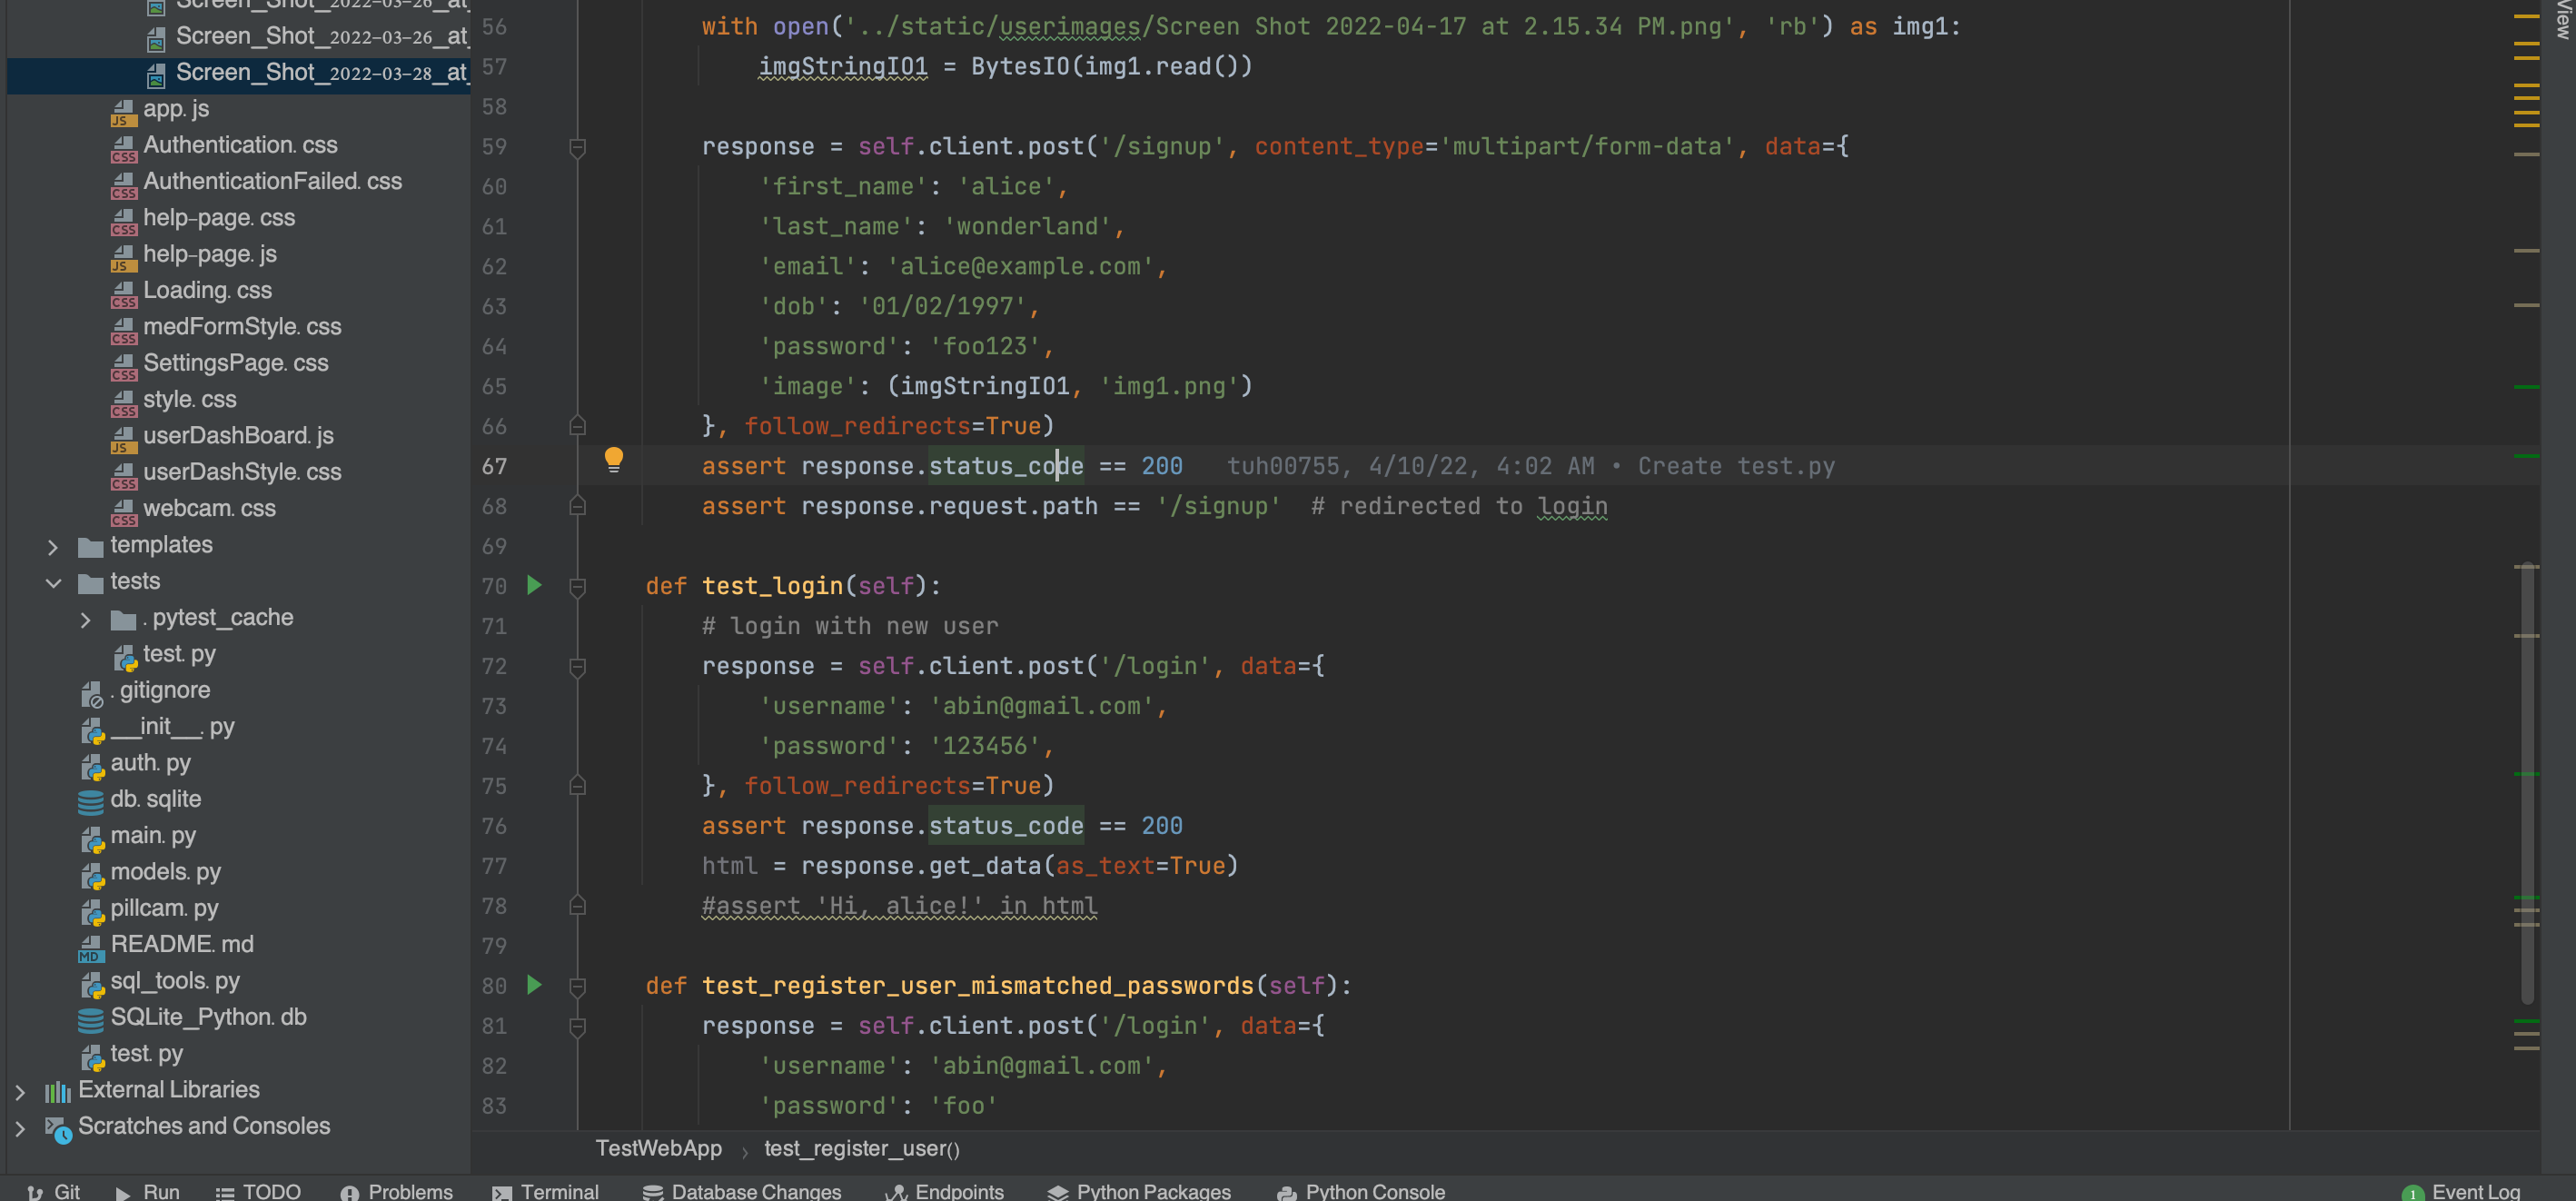 Screen_Shot_2022-03-26_at_
Screen_Shot_2022-03-26_at_
Screen_Shot_2022-03-28_at_
app.js
Authentication.css
AuthenticationFailed.css
help-page.css
help-page.js
Loading.css
medFormStyle.css
SettingsPage.css
style.css
userDashBoard.js
userDashStyle.css
webcam.css
templates
tests
.pytest_cache
test.py
.gitignore
__init__.py
auth.py
db.sqlite
main.py
models.py
pillcam.py
README.md
sql_tools.py
SQLite_Python.db
test.py
External Libraries
Scratches and Consoles
56 with open('../static/userimages/Screen Shot 2022-04-17 at 2.15.34 PM.png', 'rb') as img1:
57 imgStringIO1 = BytesIO(img1.read())
58
59 response = self.client.post('/signup', content_type='multipart/form-data', data={
60 'first_name': 'alice',
61 'last_name': 'wonderland',
62 'email': 'alice@example.com',
63 'dob': '01/02/1997',
64 'password': 'foo123',
65 'image': (imgStringIO1, 'img1.png')
66 }, follow_redirects=True)
67 assert response.status_code == 200 tuh00755, 4/10/22, 4:02 AM • Create test.py
68 assert response.request.path == '/signup' # redirected to login
69
70 def test_login(self):
71 # login with new user
72 response = self.client.post('/login', data={
73 'username': 'abin@gmail.com',
74 'password': '123456',
75 }, follow_redirects=True)
76 assert response.status_code == 200
77 html = response.get_data(as_text=True)
78 #assert 'Hi, alice!' in html
79
80 def test_register_user_mismatched_passwords(self):
81 response = self.client.post('/login', data={
82 'username': 'abin@gmail.com',
83 'password': 'foo'
TestWebApp › test_register_user()
Git Run TODO Problems Terminal Database Changes Endpoints Python Packages Python Console 1 Event Log
View